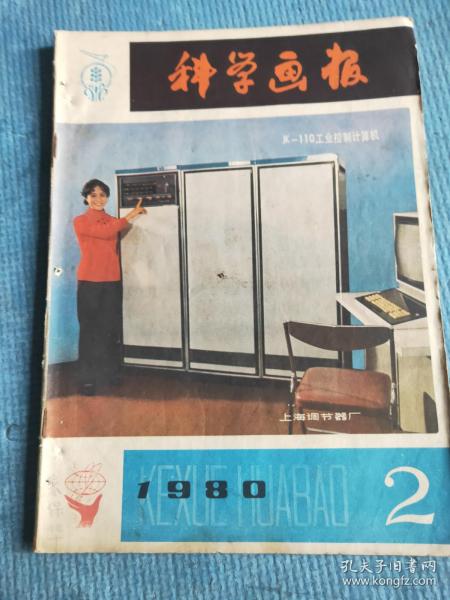 科学画报
JK-110工业控制计算机
上海调节器厂
1980
KEXUE HUABAO
2
孔夫子旧书网
www.kongfz.com